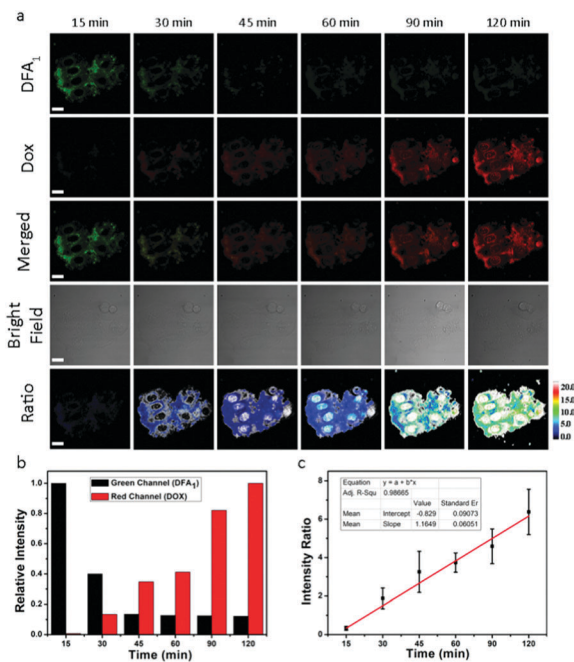 a
15 min 30 min 45 min 60 min 90 min 120 min
DFA1
Dox
Merged
Bright
Field
Ratio
20.0
15.0
10.0
5.0
0.0
b
Relative Intensity
1.0
0.8
0.6
0.4
0.2
0.0
Green Channel (DFA1)
Red Channel (DOX)
15 30 45 60 90 120
Time (min)
c
Intensity Ratio
8
6
4
2
0
Equation y = a + b*x
Adj. R-Squ 0.98665
Value Standard Er
Mean Intercept -0.829 0.09073
Mean Slope 1.1649 0.06051
15 30 45 60 90 120
Time (min)